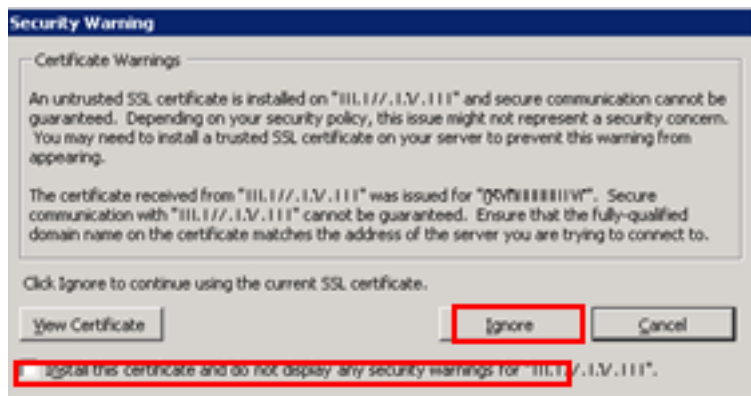 Security Warning
Certificate Warnings
An untrusted SSL certificate is installed on and secure communication cannot be
guaranteed. Depending on your security policy, this issue might not represent a security concern.
You may need to install a trusted SSL certificate on your server to prevent this warning from
appearing.
The certificate received from was issued for Secure
communication with cannot be guaranteed. Ensure that the fully-qualified
domain name on the certificate matches the address of the server you are trying to connect to.
Click Ignore to continue using the current SSL certificate.
View Certificate Ignore Cancel
Install this certificate and do not display any security warnings for